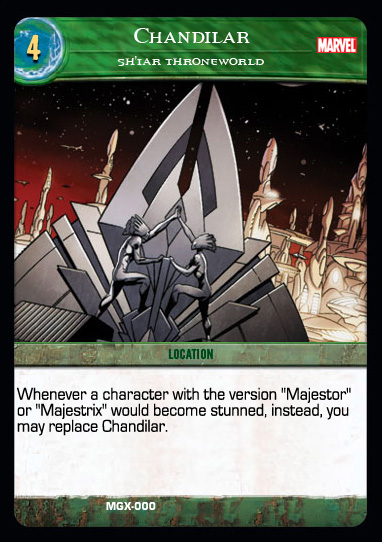 4
Chandilar
MARVEL
Sh'iar Throneworld
LOCATION
Whenever a character with the version "Majestor"
or "Majestrix" would become stunned, instead, you
may replace Chandilar.
MGX-000